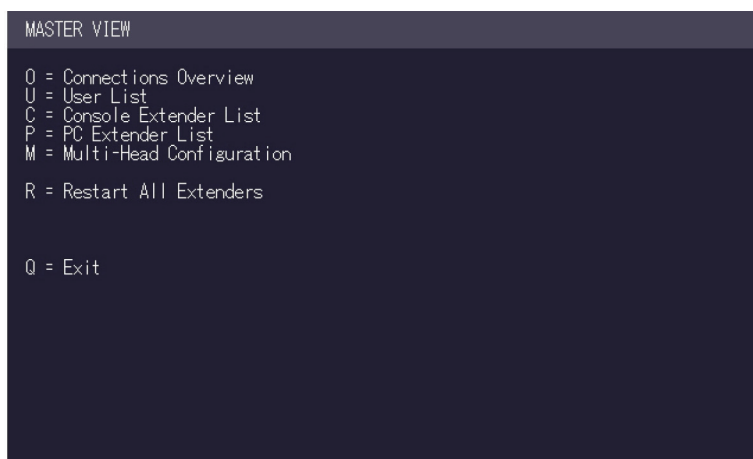 MASTER VIEW
O = Connections Overview
U = User List
C = Console Extender List
P = PC Extender List
M = Multi-Head Configuration
R = Restart All Extenders
Q = Exit